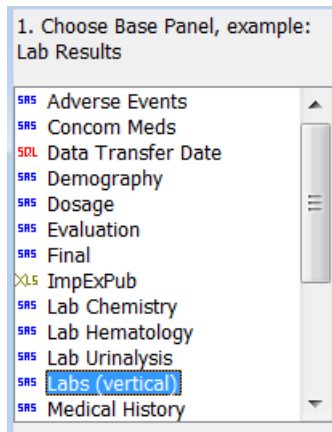 1. Choose Base Panel, example:
Lab Results
SAS Adverse Events
SAS Concom Meds
SQL Data Transfer Date
SAS Demography
SAS Dosage
SAS Evaluation
SAS Final
XLS ImpExPub
SAS Lab Chemistry
SAS Lab Hematology
SAS Lab Urinalysis
SAS Labs (vertical)
SAS Medical History